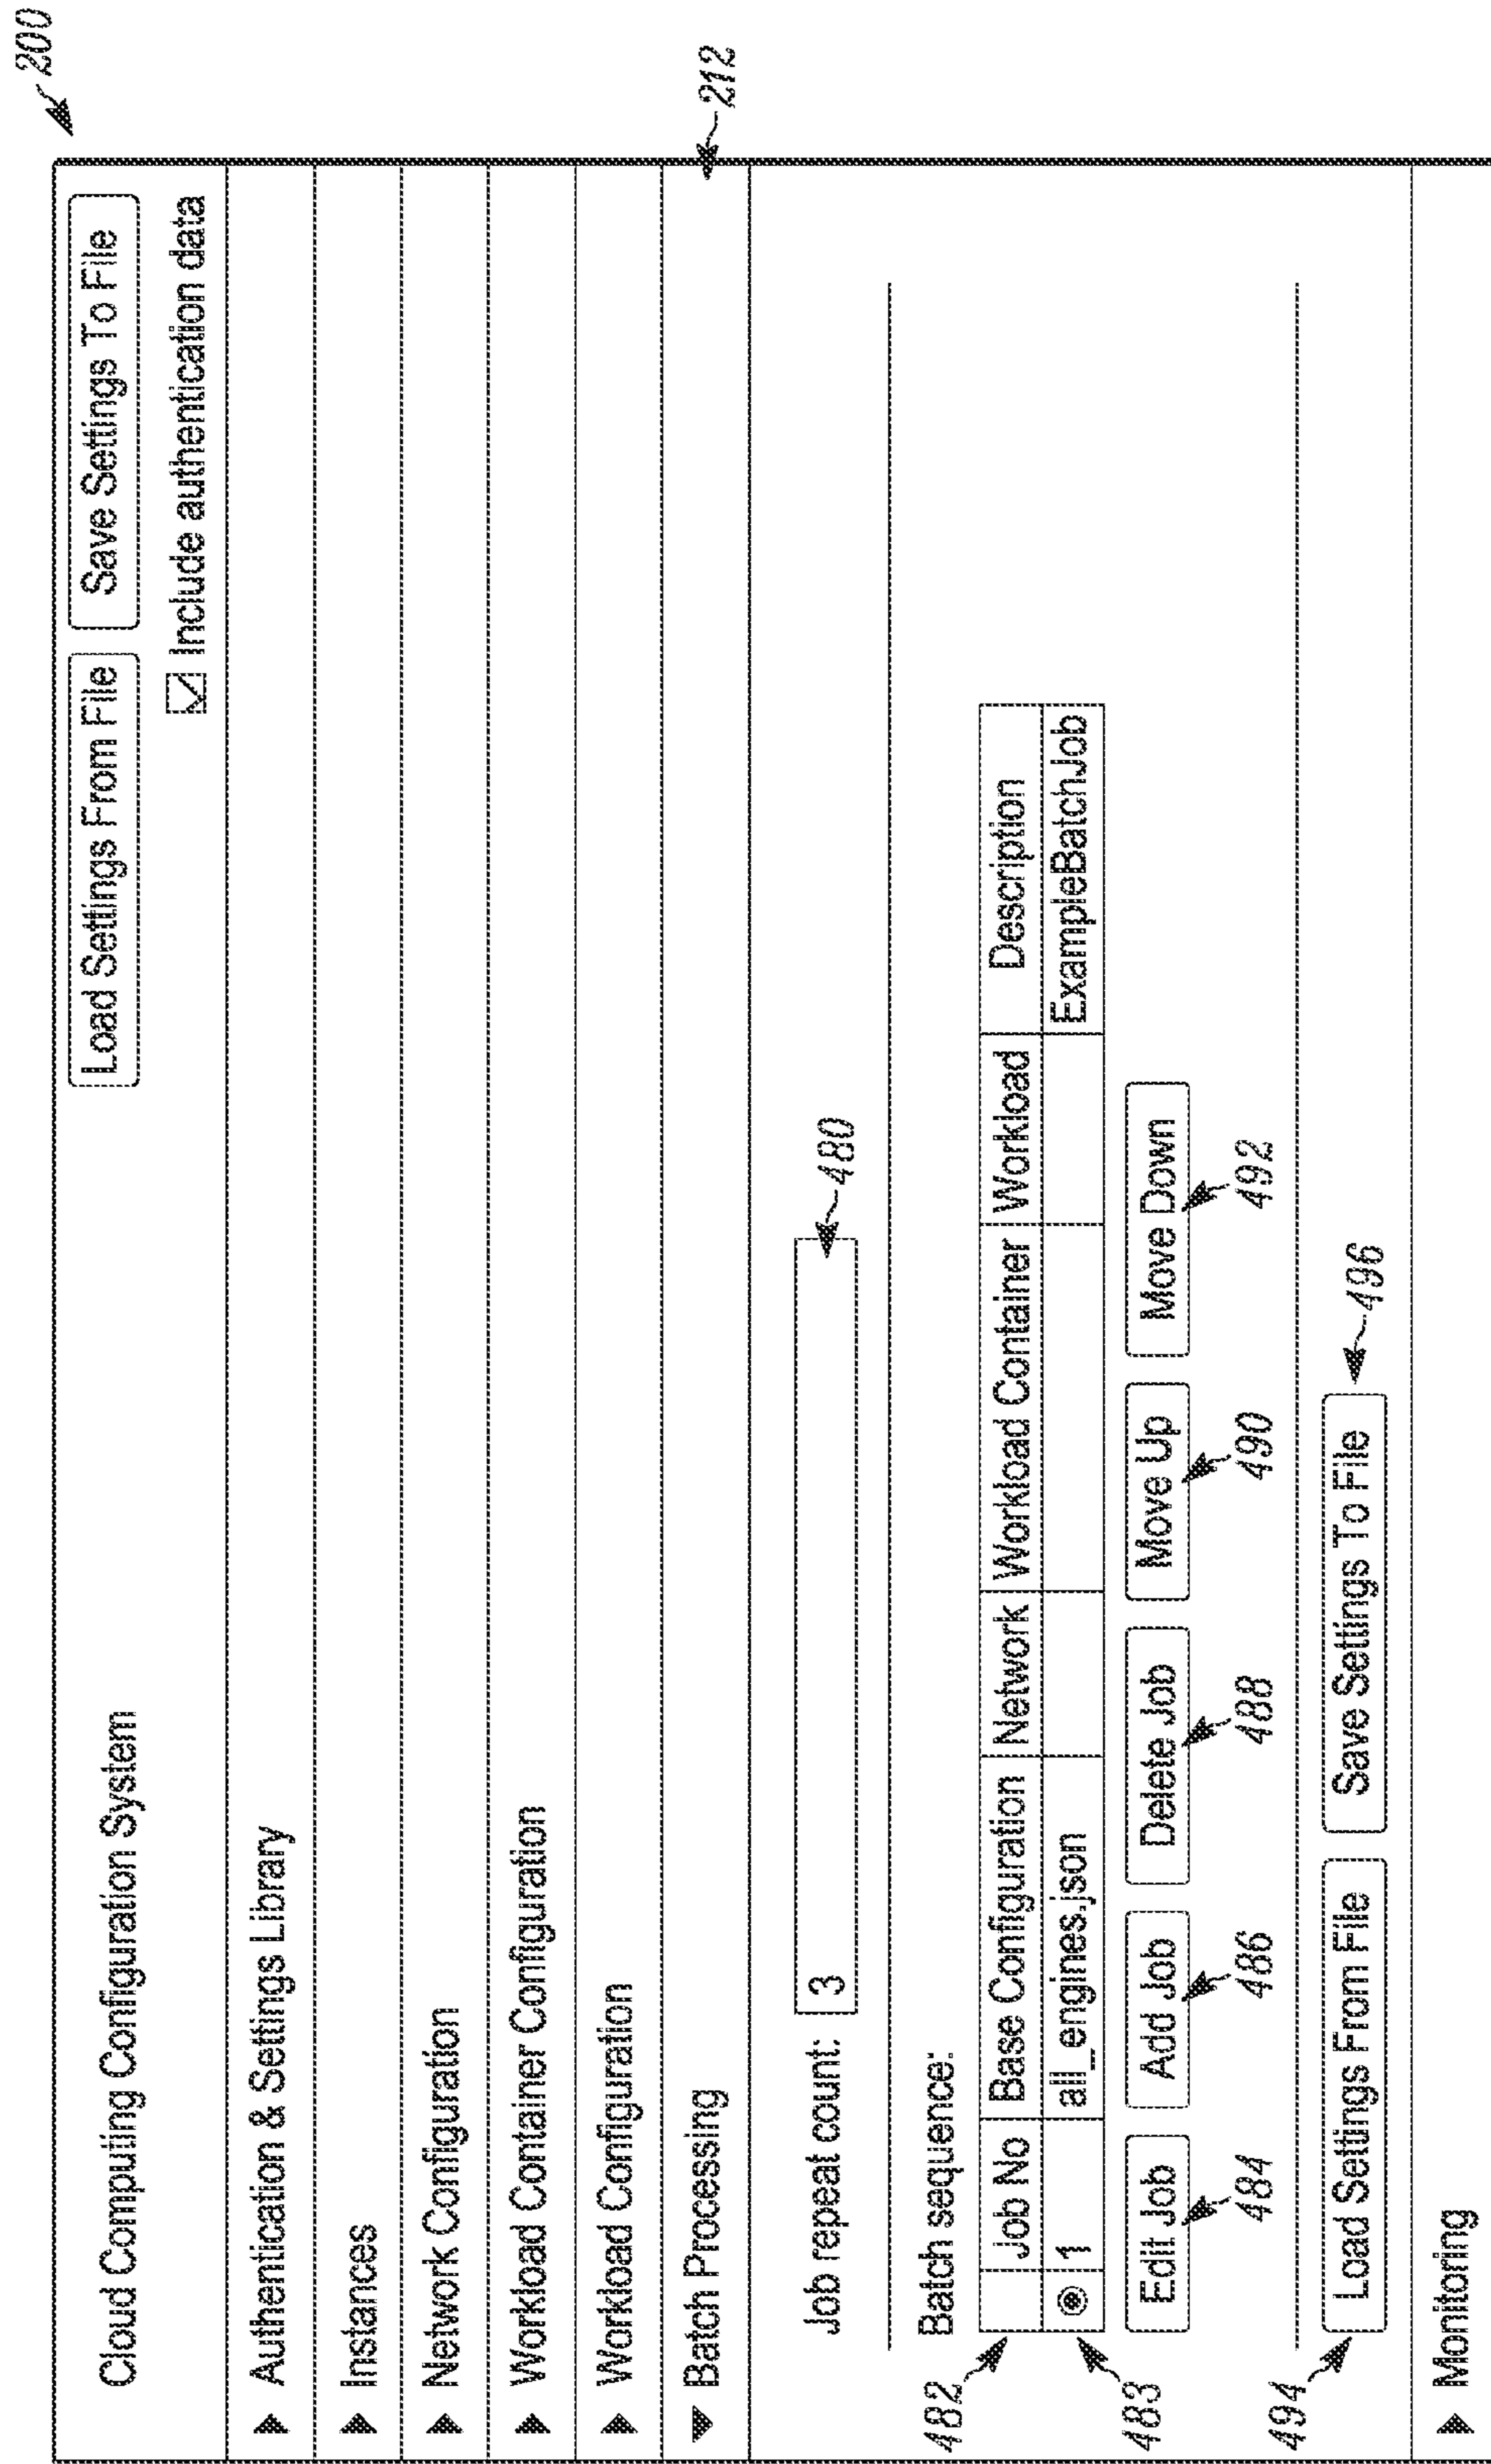 200
Cloud Computing Configuration System
Load Settings From File Save Settings To File
Include authentication data
Authentication & Settings Library
Instances
Network Configuration
Workload Container Configuration
Workload Configuration
Batch Processing 212
Job repeat count: 3 480
Batch sequence:
482 Job No Base Configuration Network Workload Container Workload Description
483 1 all_engines.json ExampleBatchJob
Edit Job Add Job Delete Job Move Up Move Down
484 486 488 490 492
494 Load Settings From File Save Settings To File 496
Monitoring